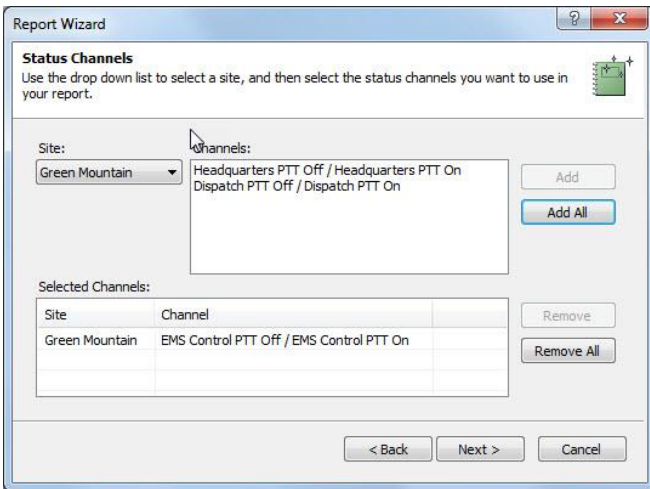 Report Wizard
Status Channels
Use the drop down list to select a site, and then select the status channels you want to use in
your report.
Site:
Channels:
Green Mountain
Headquarters PTT Off / Headquarters PTT On
Dispatch PTT Off / Dispatch PTT On
Add
Add All
Selected Channels:
Site Channel
Green Mountain EMS Control PTT Off / EMS Control PTT On
Remove
Remove All
< Back Next > Cancel